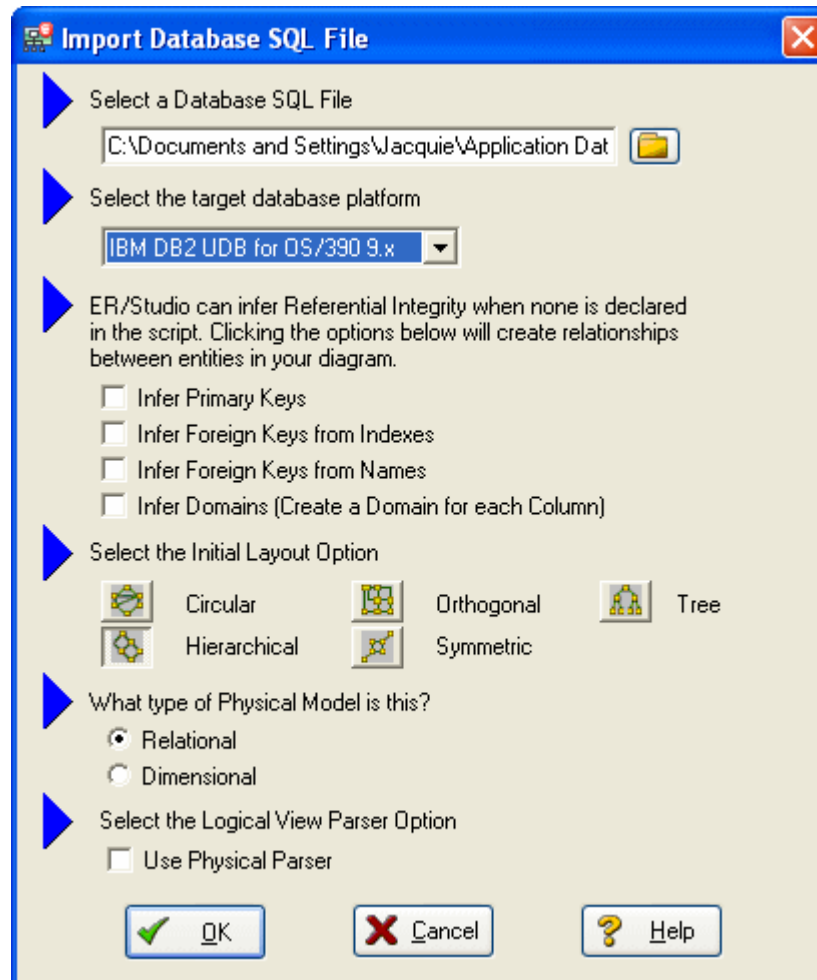 Import Database SQL File
Select a Database SQL File
C:\Documents and Settings\Jacquie\Application Dat
Select the target database platform
IBM DB2 UDB for OS/390 9.x
ER/Studio can infer Referential Integrity when none is declared
in the script. Clicking the options below will create relationships
between entities in your diagram.
Infer Primary Keys
Infer Foreign Keys from Indexes
Infer Foreign Keys from Names
Infer Domains (Create a Domain for each Column)
Select the Initial Layout Option
Circular Orthogonal Tree
Hierarchical Symmetric
What type of Physical Model is this?
Relational
Dimensional
Select the Logical View Parser Option
Use Physical Parser
OK Cancel Help